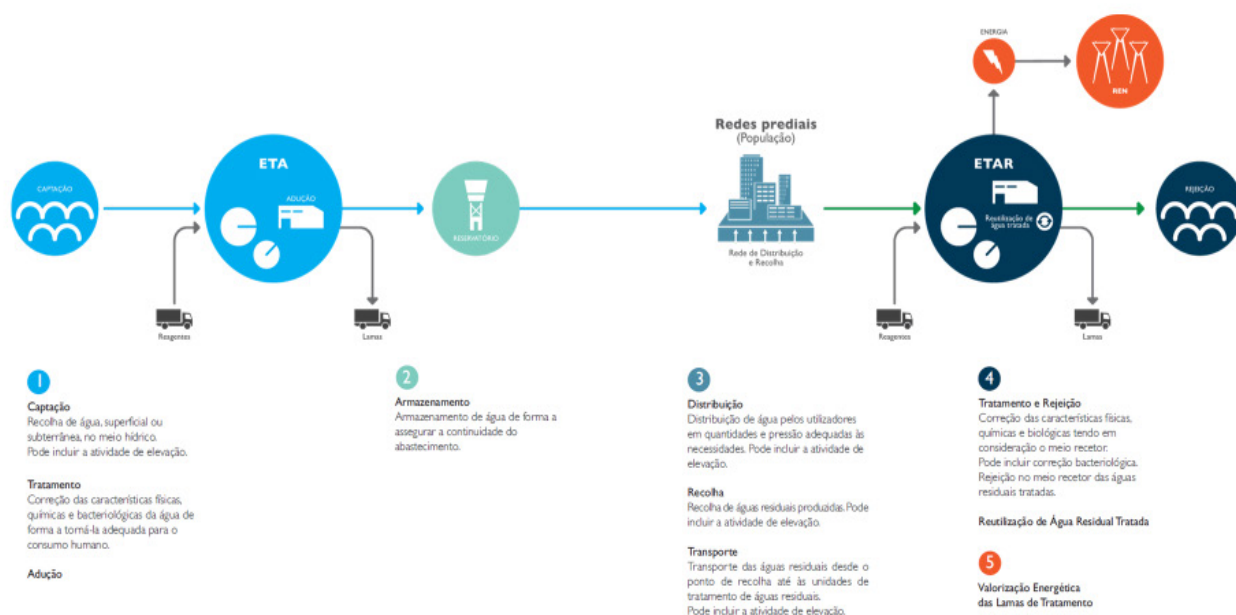 ENERGIA
REN
Redes prediais
(População)
ETA
ETAR
CAPTAÇÃO
ADUÇÃO
REJEIÇÃO
Reutilização de
água tratada
RESERVATÓRIO
Rede de Distribuição
e Recolha
Reagentes
Lamas
Reagentes
Lamas
1
Captação
Recolha de água, superficial ou
subterrânea, no meio hídrico.
Pode incluir a atividade de elevação.
Tratamento
Correção das características físicas,
químicas e bacteriológicas da água de
forma a torná-la adequada para o
consumo humano.
Adução
2
Armazenamento
Armazenamento de água de forma a
assegurar a continuidade do
abastecimento.
3
Distribuição
Distribuição de água pelos utilizadores
em quantidades e pressão adequadas às
necessidades. Pode incluir a atividade de
elevação.
Recolha
Recolha de águas residuais produzidas. Pode
incluir a atividade de elevação.
Transporte
Transporte das águas residuais desde o
ponto de recolha até às unidades de
tratamento de águas residuais.
Pode incluir a atividade de elevação.
4
Tratamento e Rejeição
Correção das características físicas,
químicas e biológicas tendo em
consideração o meio recetor.
Pode incluir correção bacteriológica.
Rejeição no meio recetor das águas
residuais tratadas.
Reutilização de Água Residual Tratada
5
Valorização Energética
das Lamas de Tratamento